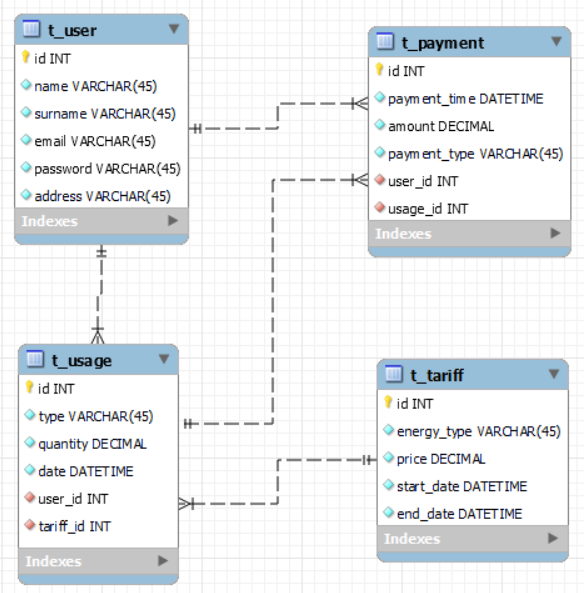 t_user
id INT
name VARCHAR(45)
surname VARCHAR(45)
email VARCHAR(45)
password VARCHAR(45)
address VARCHAR(45)
Indexes
t_payment
id INT
payment_time DATETIME
amount DECIMAL
payment_type VARCHAR(45)
user_id INT
usage_id INT
Indexes
t_usage
id INT
type VARCHAR(45)
quantity DECIMAL
date DATETIME
user_id INT
tariff_id INT
Indexes
t_tariff
id INT
energy_type VARCHAR(45)
price DECIMAL
start_date DATETIME
end_date DATETIME
Indexes